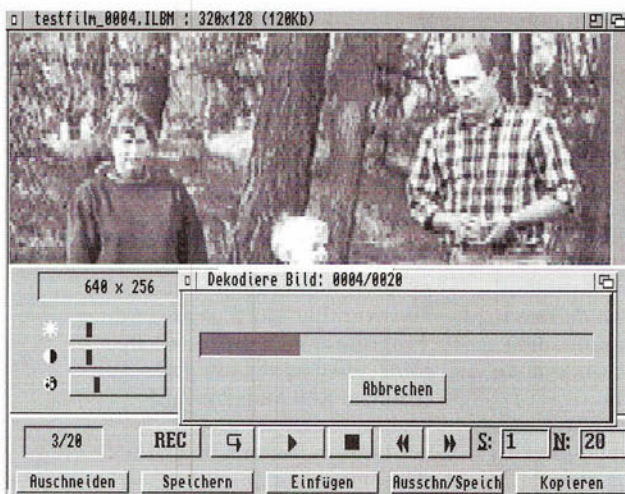 testfilm_0004.ILBM : 320x128 (120Kb)
640 x 256
Dekodiere Bild: 0004/0020
Abbrechen
3/20 REC S: 1 N: 20
Auschneiden Speichern Einfügen Ausschn/Speich Kopieren